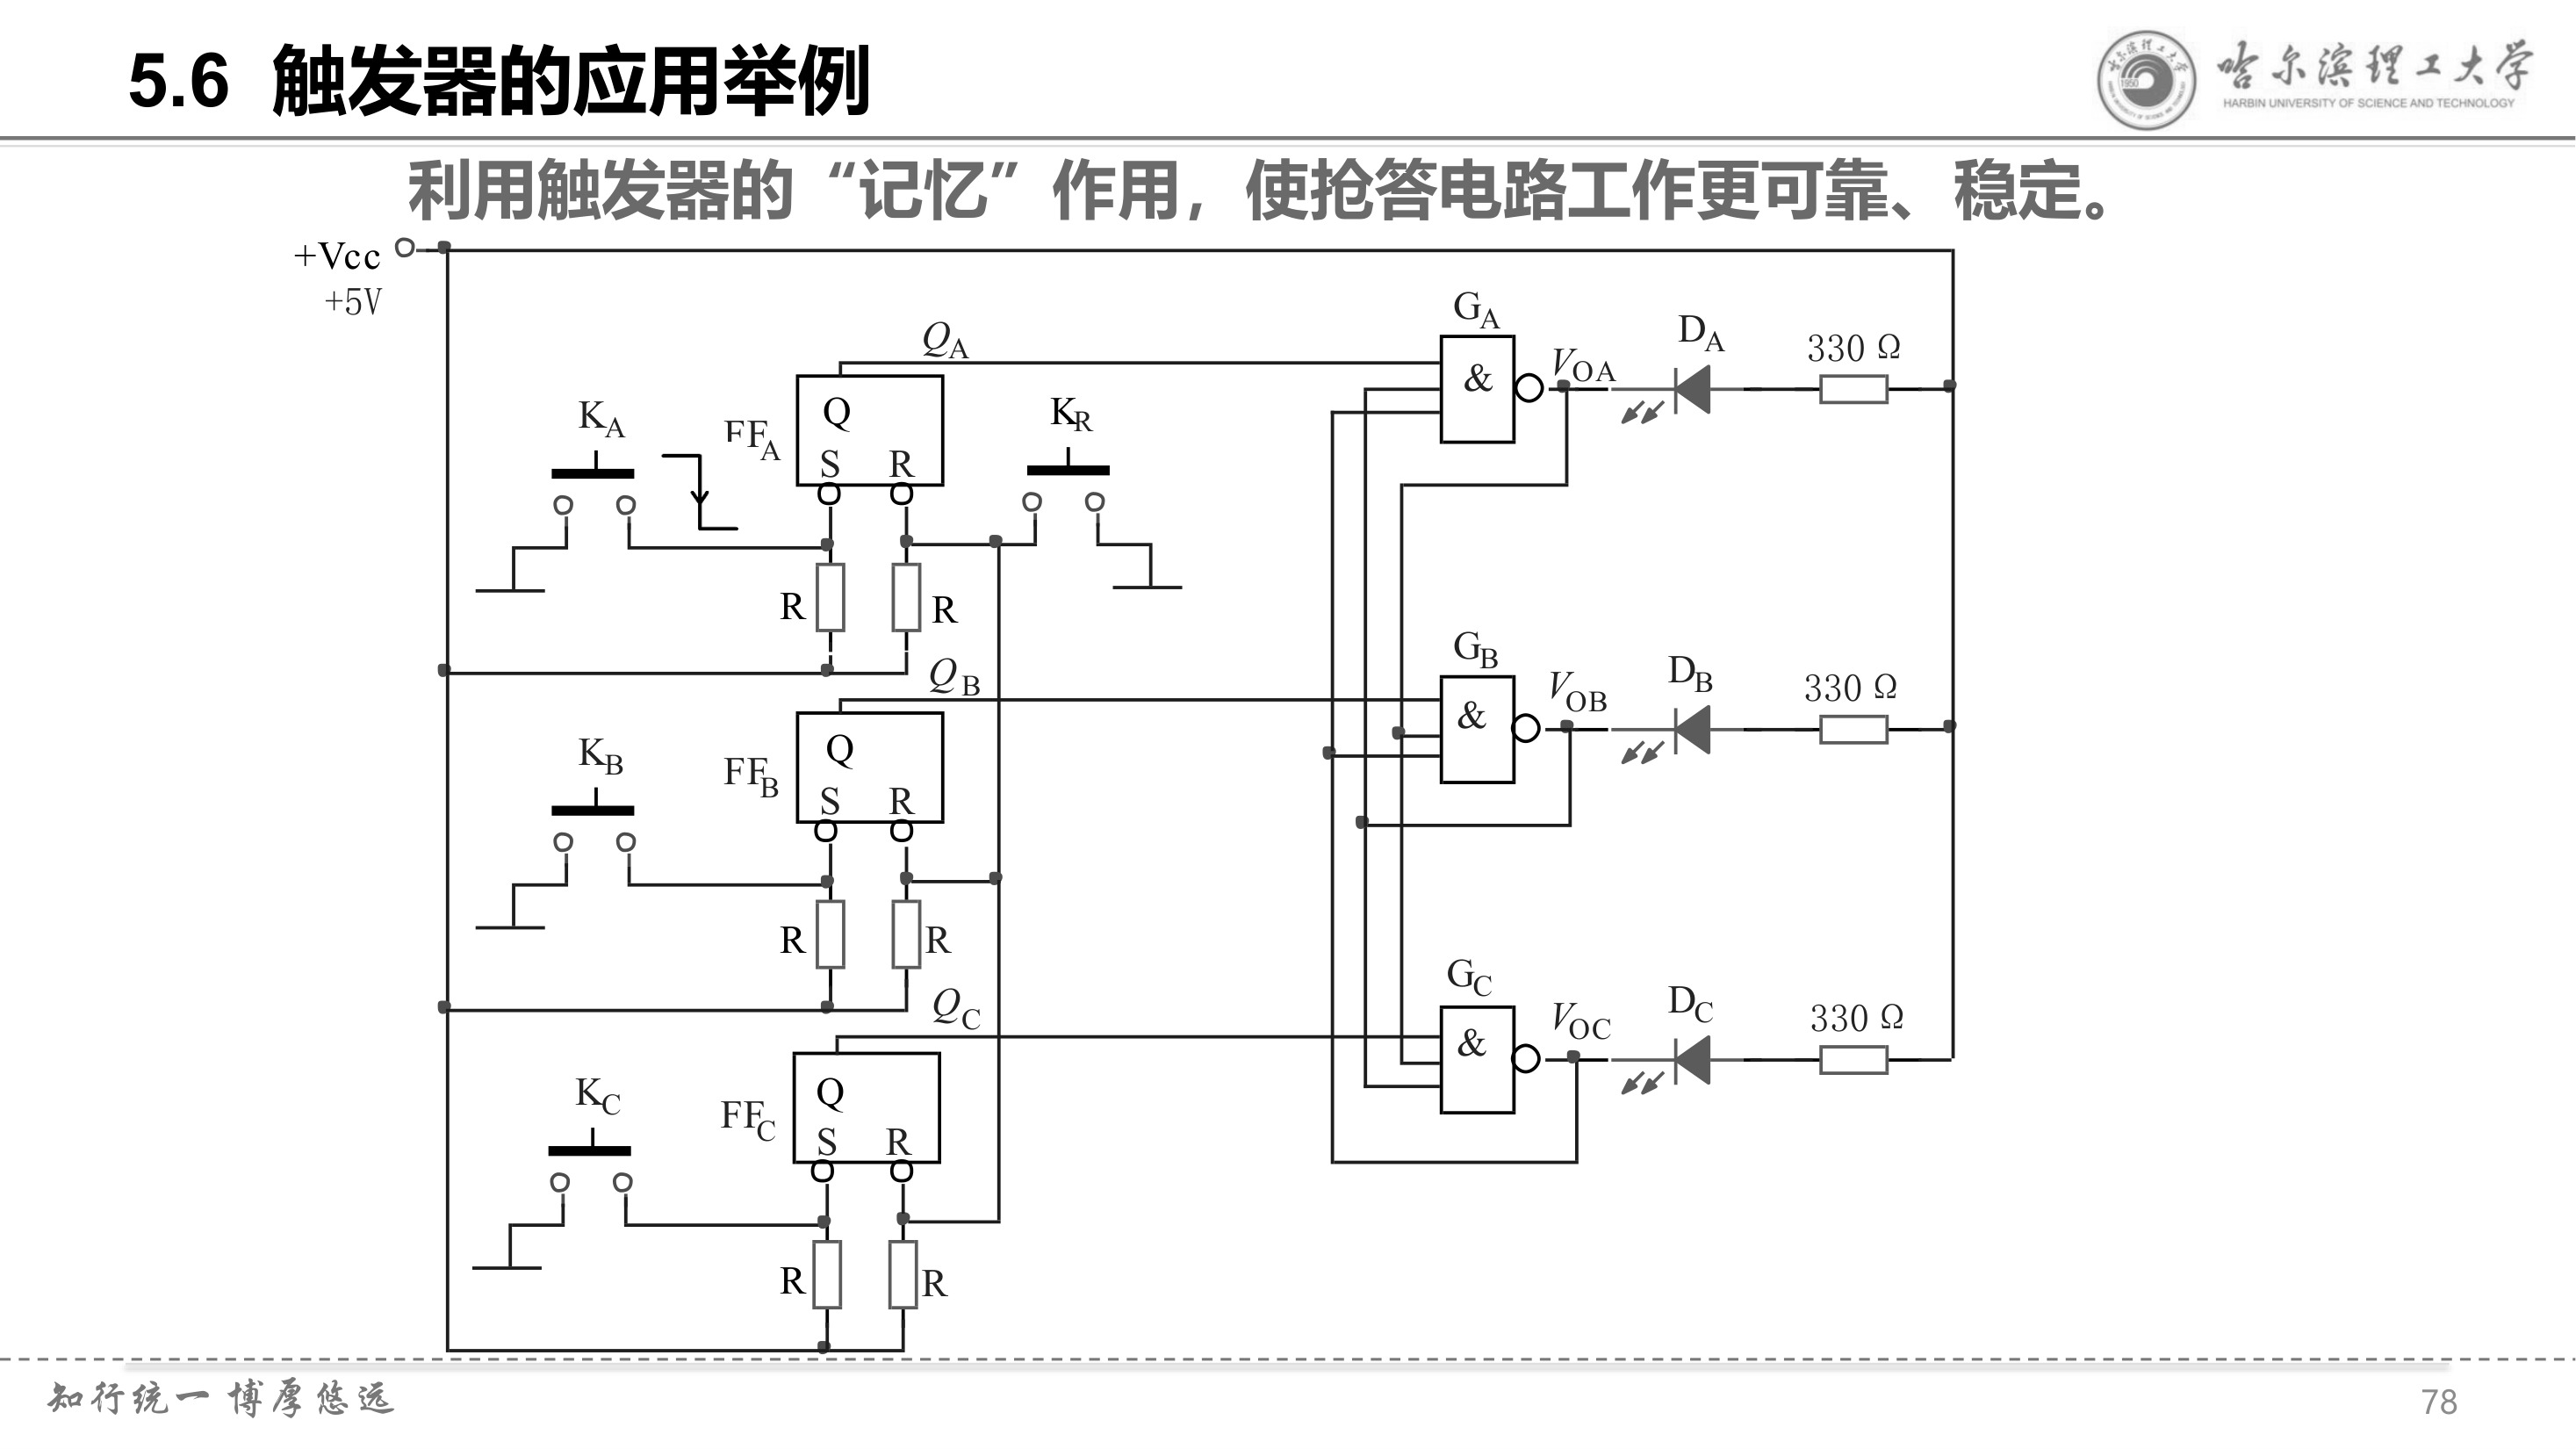 5.6 触发器的应用举例
哈尔滨理工大学
HARBIN UNIVERSITY OF SCIENCE AND TECHNOLOGY
1950
利用触发器的“记忆”作用，使抢答电路工作更可靠、稳定。
+Vcc
+5V
GA
DA
330 Ω
QA
VOA
&
KA
FFA
Q
S R
KR
R
R
GB
DB
330 Ω
QB
VOB
&
KB
FFB
Q
S R
R
R
GC
DC
330 Ω
QC
VOC
&
KC
FFC
Q
S R
R
R
知行统一 博厚悠远
78